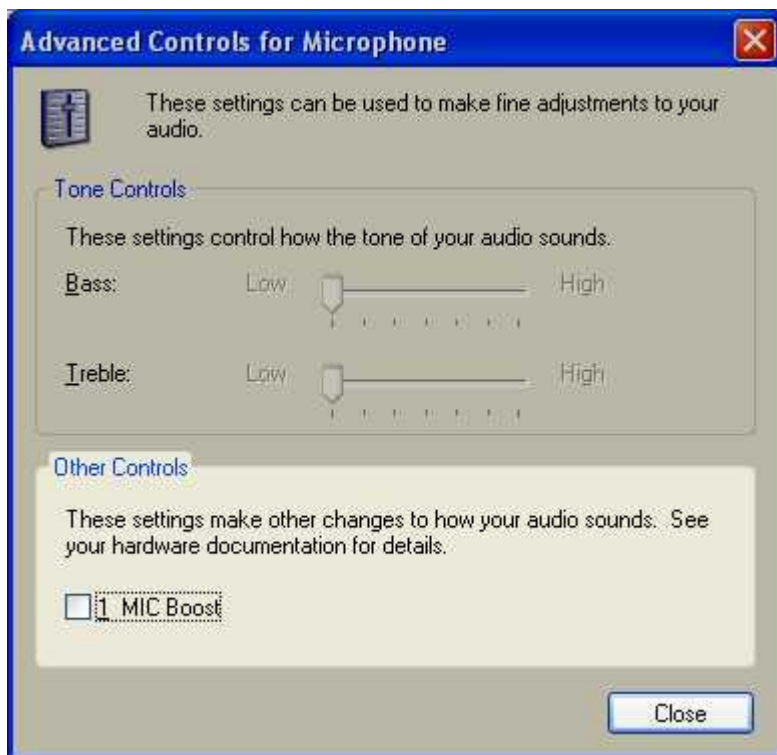 Advanced Controls for Microphone
These settings can be used to make fine adjustments to your
audio.
Tone Controls
These settings control how the tone of your audio sounds.
Bass: Low High
Treble: Low High
Other Controls
These settings make other changes to how your audio sounds. See
your hardware documentation for details.
1 MIC Boost
Close